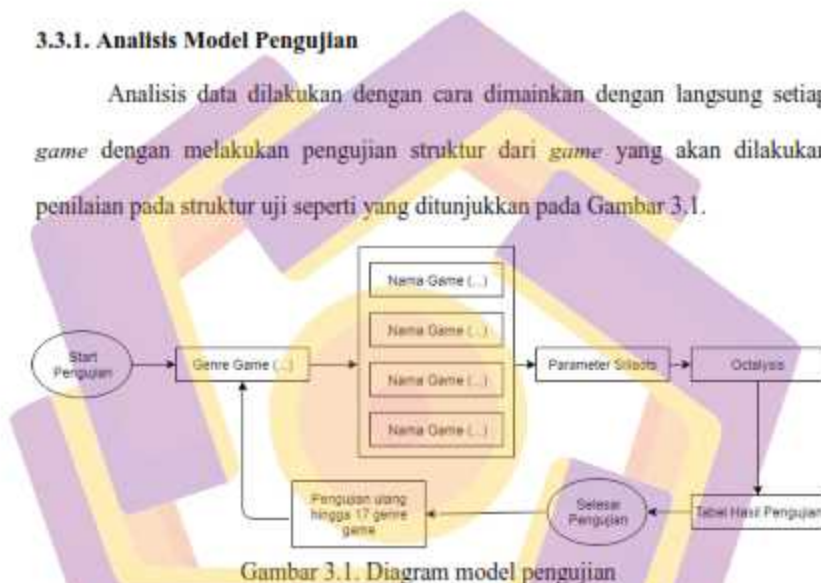 3.3.1. Analisis Model Pengujian
Analisis data dilakukan dengan cara dimainkan dengan langsung setiap
game dengan melakukan pengujian struktur dari game yang akan dilakukan
penilaian pada struktur uji seperti yang ditunjukkan pada Gambar 3.1.
Start
Pengujian
Genre Game (...)
Nama Game (...)
Nama Game (...)
Nama Game (...)
Nama Game (...)
Parameter
Octalysis
Tabel Hasil Pengujian
Selesai
Pengujian
Pengujian ulang
hingga 17 genre
game
Gambar 3.1. Diagram model pengujian